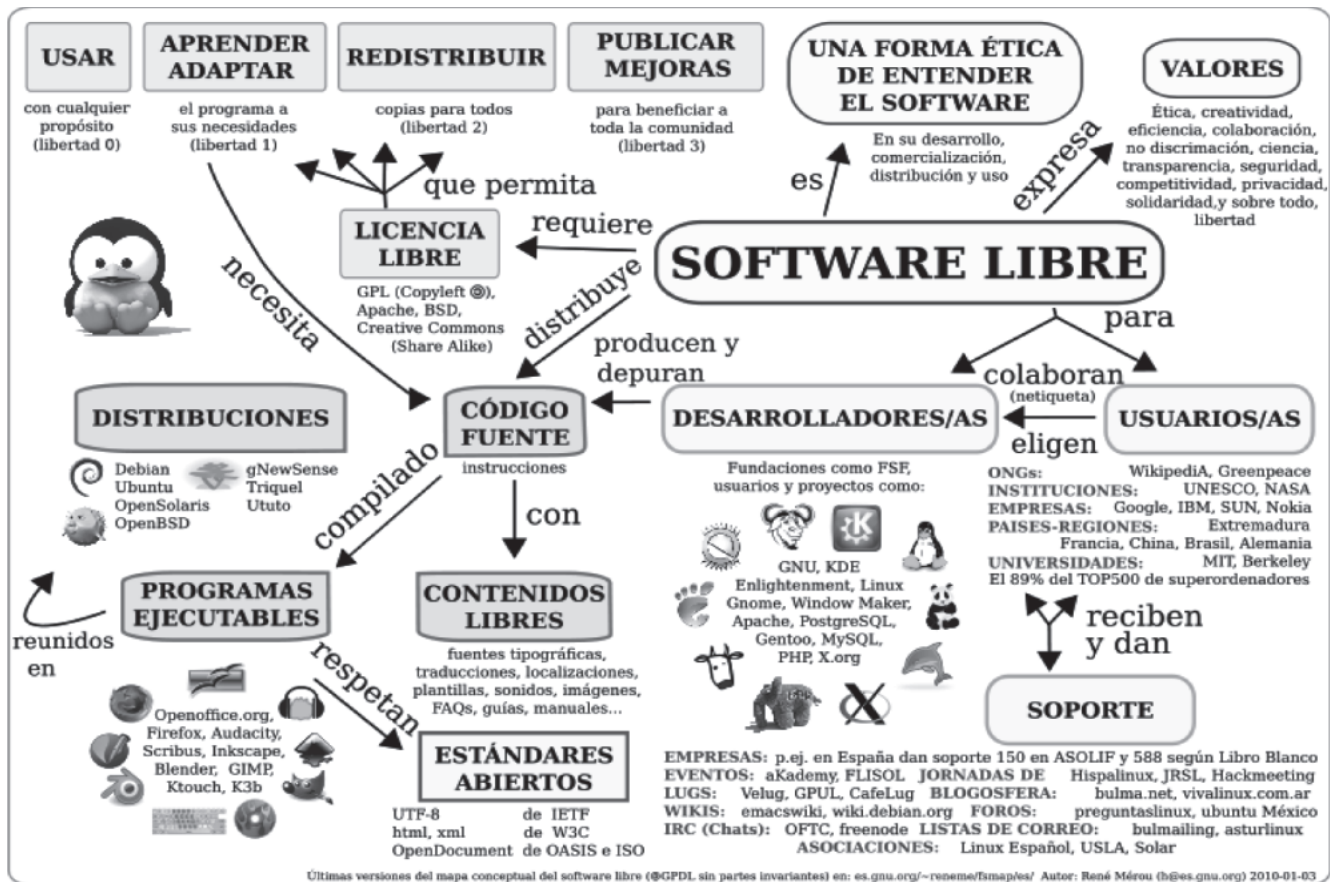 USAR
con cualquier
propósito
(libertad 0)
APRENDER
ADAPTAR
el programa a
sus necesidades
(libertad 1)
REDISTRIBUIR
copias para todos
(libertad 2)
PUBLICAR
MEJORAS
para beneficiar a
toda la comunidad
(libertad 3)
UNA FORMA ÉTICA
DE ENTENDER
EL SOFTWARE
En su desarrollo,
comercialización,
distribución y uso
VALORES
Ética, creatividad,
eficiencia, colaboración,
no discrimación, ciencia,
transparencia, seguridad,
competitividad, privacidad,
solidaridad,y sobre todo,
libertad
es
expresa
que permita
requiere
LICENCIA
LIBRE
GPL (Copyleft 🄯),
Apache, BSD,
Creative Commons
(Share Alike)
SOFTWARE LIBRE
necesita
distribuye
para
producen y
depuran
colaboran
(netiqueta)
eligen
DISTRIBUCIONES
Debian
Ubuntu
OpenSolaris
OpenBSD
gNewSense
Triquel
Ututo
CÓDIGO
FUENTE
instrucciones
DESARROLLADORES/AS
Fundaciones como FSF,
usuarios y proyectos como:
GNU, KDE
Enlightenment, Linux
Gnome, Window Maker,
Apache, PostgreSQL,
Gentoo, MySQL,
PHP, X.org
USUARIOS/AS
ONGs: WikipediA, Greenpeace
INSTITUCIONES: UNESCO, NASA
EMPRESAS: Google, IBM, SUN, Nokia
PAISES-REGIONES: Extremadura
Francia, China, Brasil, Alemania
UNIVERSIDADES: MIT, Berkeley
El 89% del TOP500 de superordenadores
compilado
con
reciben
y dan
PROGRAMAS
EJECUTABLES
reunidos
en
Openoffice.org,
Firefox, Audacity,
Scribus, Inkscape,
Blender, GIMP,
Ktouch, K3b
respetan
CONTENIDOS
LIBRES
fuentes tipográficas,
traducciones, localizaciones,
plantillas, sonidos, imágenes,
FAQs, guías, manuales...
ESTÁNDARES
ABIERTOS
UTF-8 de IETF
html, xml de W3C
OpenDocument de OASIS e ISO
SOPORTE
EMPRESAS: p.ej. en España dan soporte 150 en ASOLIF y 588 según Libro Blanco
EVENTOS: aKademy, FLISOL JORNADAS DE Hispalinux, JRSL, Hackmeeting
LUGS: Velug, GPUL, CafeLug BLOGOSFERA: bulma.net, vivalinux.com.ar
WIKIS: emacswiki, wiki.debian.org FOROS: preguntaslinux, ubuntu México
IRC (Chats): OFTC, freenode LISTAS DE CORREO: bulmailing, asturlinux
ASOCIACIONES: Linux Español, USLA, Solar
Últimas versiones del mapa conceptual del software libre (🄯GPDL sin partes invariantes) en: es.gnu.org/~reneme/fsmap/es/ Autor: René Mérou (h@es.gnu.org) 2010-01-03